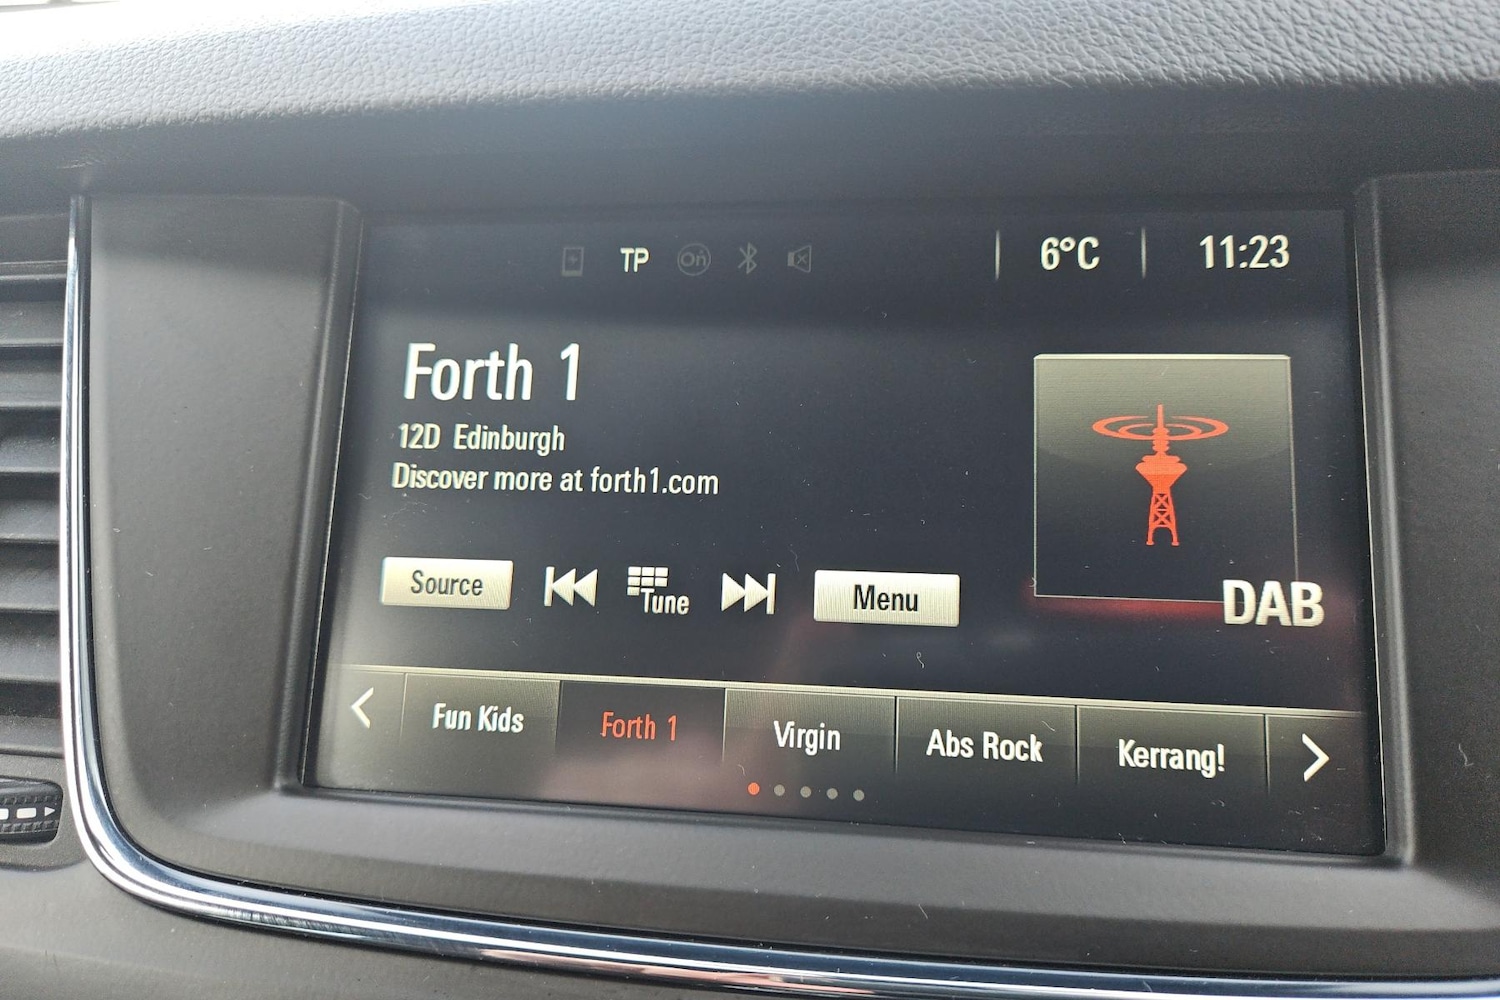 TP On 6°C 11:23
Forth 1
12D Edinburgh
Discover more at forth1.com
Source Tune Menu
DAB
Fun Kids Forth 1 Virgin Abs Rock Kerrang!